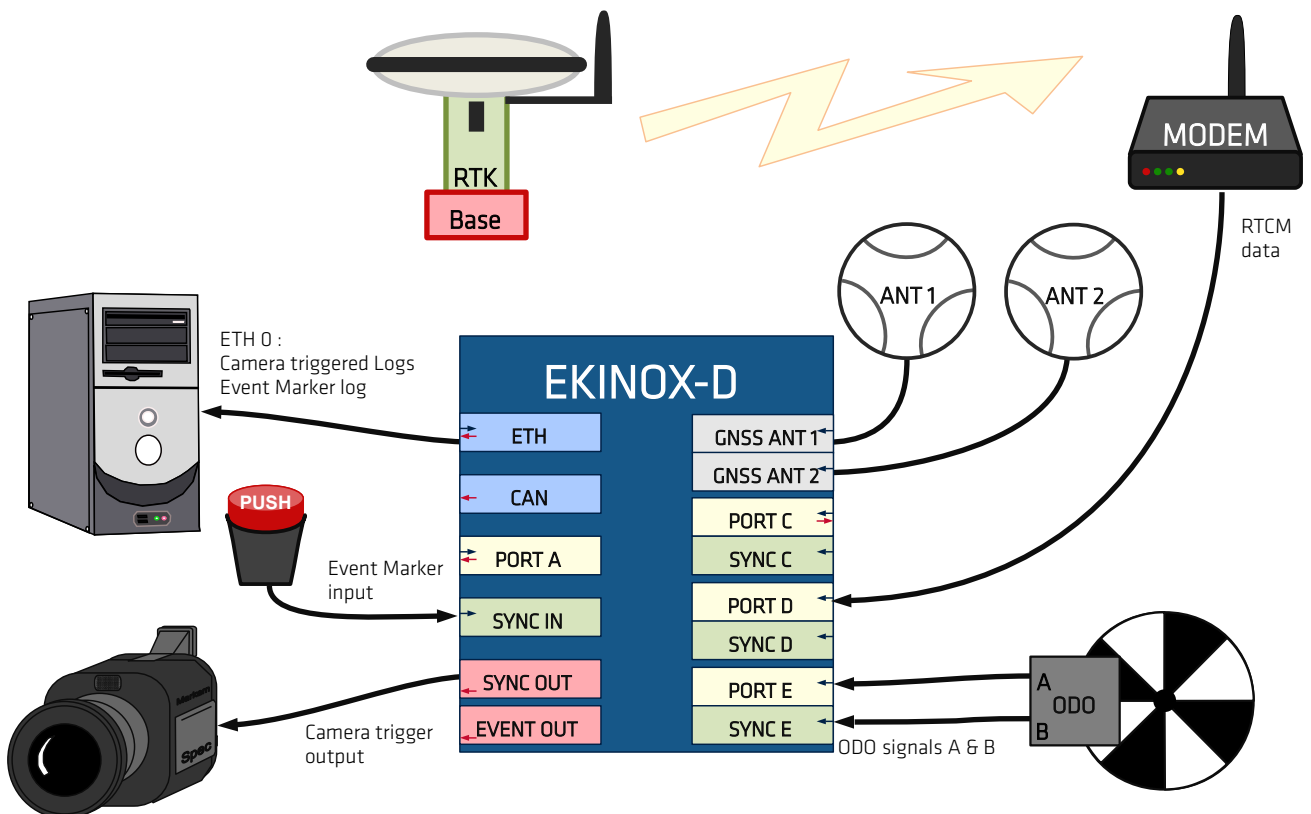 RTK
Base
MODEM
RTCM
data
ANT 1
ANT 2
ETH 0 :
Camera triggered Logs
Event Marker log
EKINOX-D
ETH
CAN
PORT A
SYNC IN
SYNC OUT
EVENT OUT
GNSS ANT 1
GNSS ANT 2
PORT C
SYNC C
PORT D
SYNC D
PORT E
SYNC E
PUSH
Event Marker
input
Camera trigger
output
Spec
A
ODO
B
ODO signals A & B